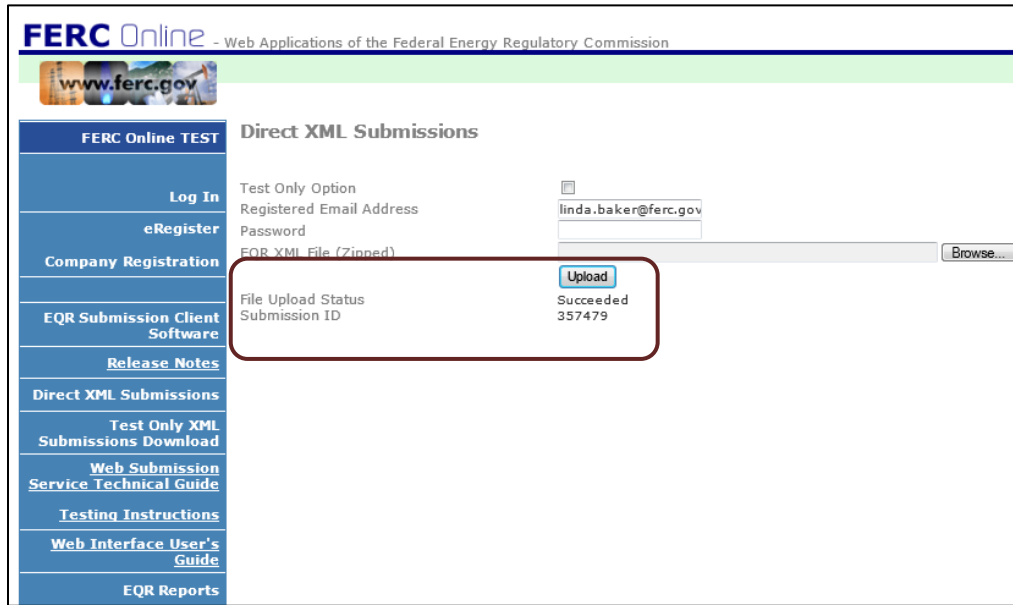 FERC Online - Web Applications of the Federal Energy Regulatory Commission
www.ferc.gov
FERC Online TEST
Log In
eRegister
Company Registration
EQR Submission Client
Software
Release Notes
Direct XML Submissions
Test Only XML
Submissions Download
Web Submission
Service Technical Guide
Testing Instructions
Web Interface User's
Guide
EQR Reports
Direct XML Submissions
Test Only Option
Registered Email Address linda.baker@ferc.gov
Password
EQR XML File (Zipped) Browse...
Upload
File Upload Status Succeeded
Submission ID 357479